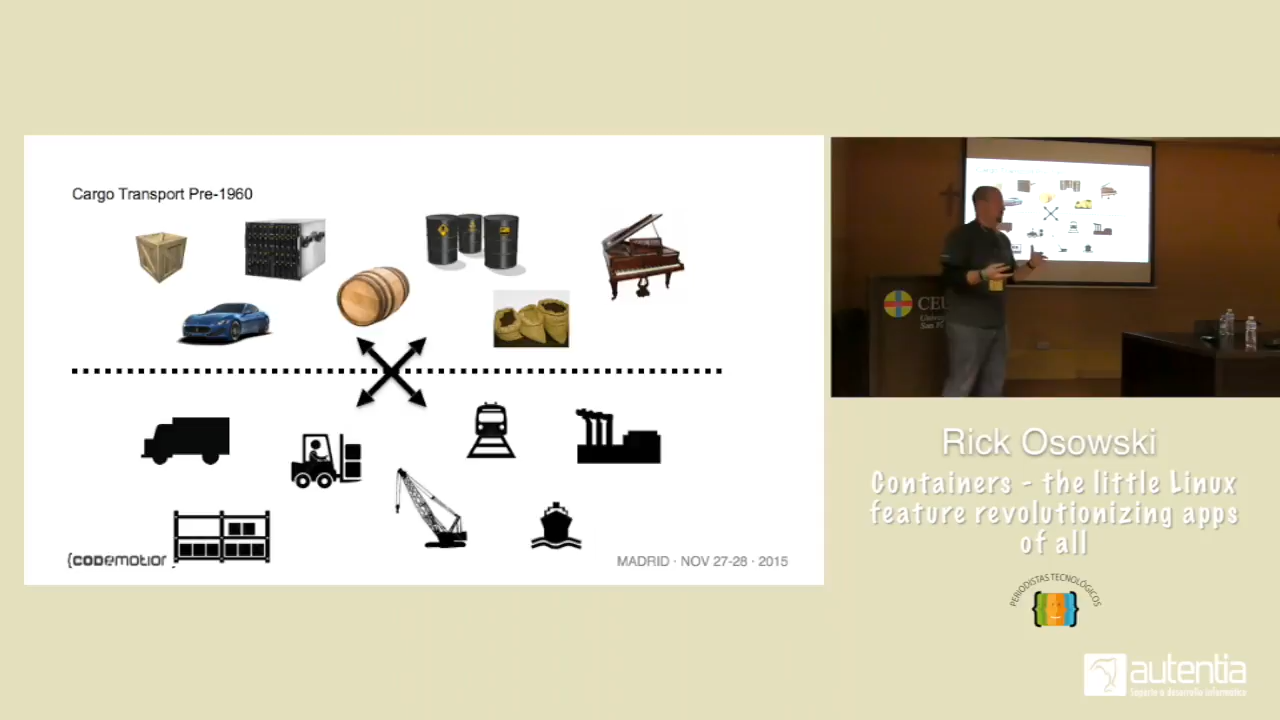 Cargo Transport Pre-1960
{CODEMOTION
MADRID · NOV 27-28 · 2015
CEU
Rick Osowski
Containers - the little Linux
feature revolutionizing apps
of all
PERIODISTAS TECNOLÓGICOS
autentia
Soporte a desarrollo informático